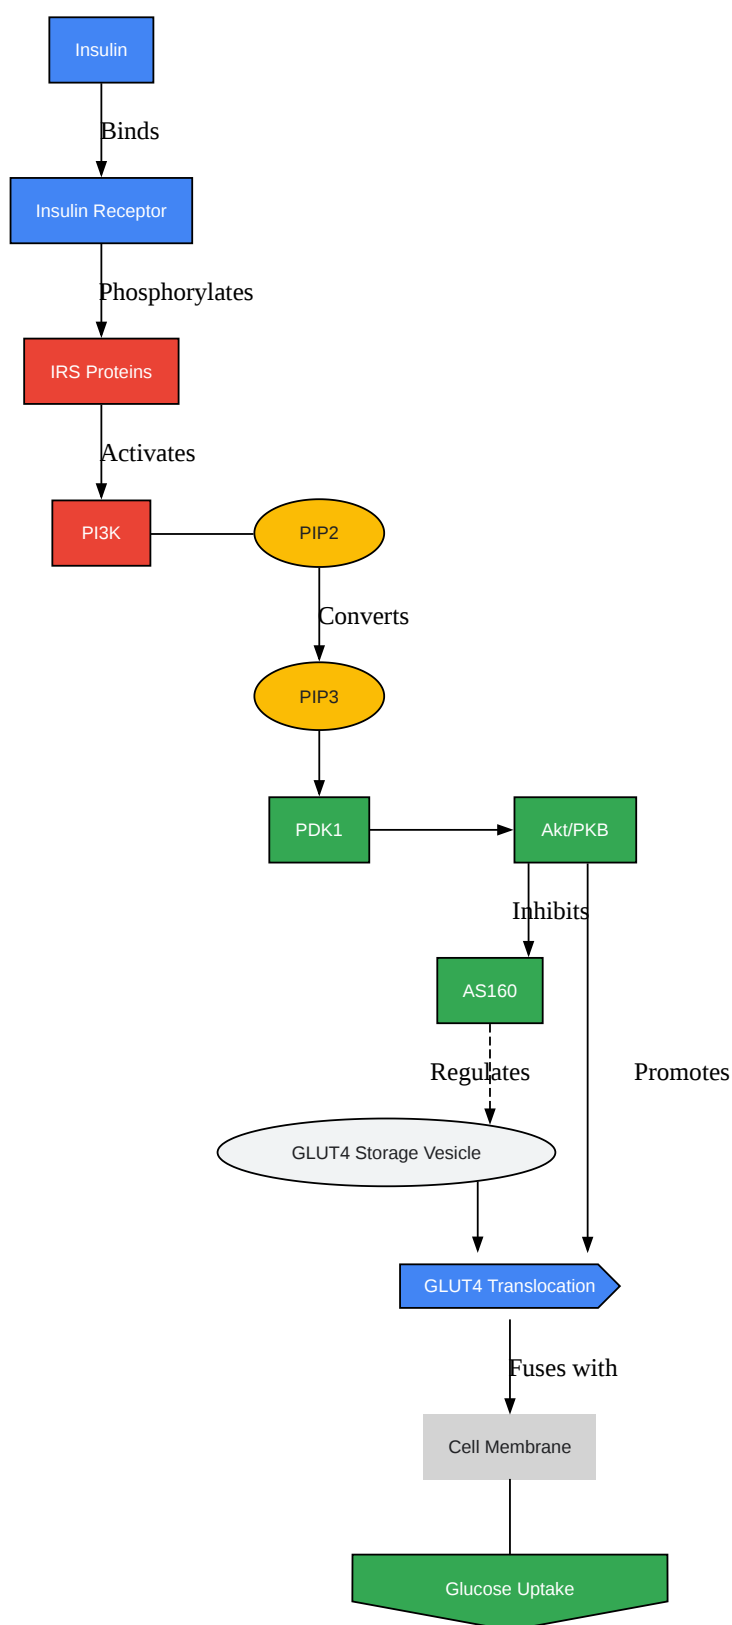 Insulin
Binds
Insulin Receptor
Phosphorylates
IRS Proteins
Activates
PI3K
PIP2
Converts
PIP3
PDK1
Akt/PKB
Inhibits
AS160
Regulates
Promotes
GLUT4 Storage Vesicle
GLUT4 Translocation
Fuses with
Cell Membrane
Glucose Uptake